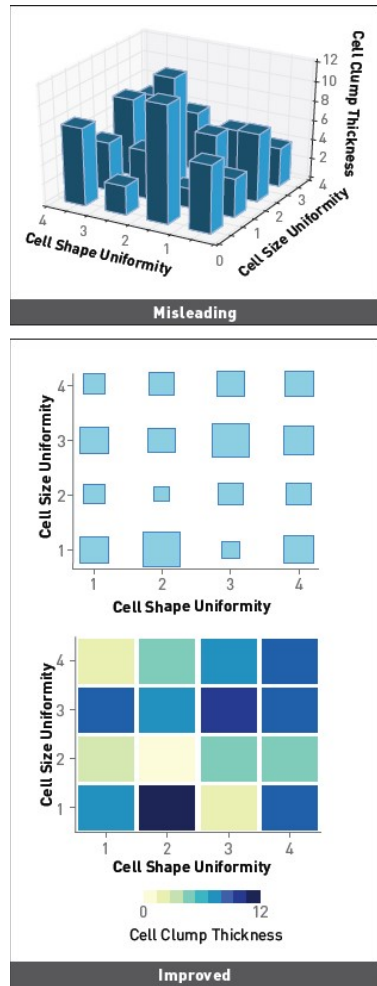 12
10
8
6
4
2
Cell Clump Thickness
4
3
2
1
0
Cell Shape Uniformity
1
2
3
4
Cell Size Uniformity
Misleading
4
3
2
1
Cell Size Uniformity
1 2 3 4
Cell Shape Uniformity
4
3
2
1
Cell Size Uniformity
1 2 3 4
Cell Shape Uniformity
0 12
Cell Clump Thickness
Improved